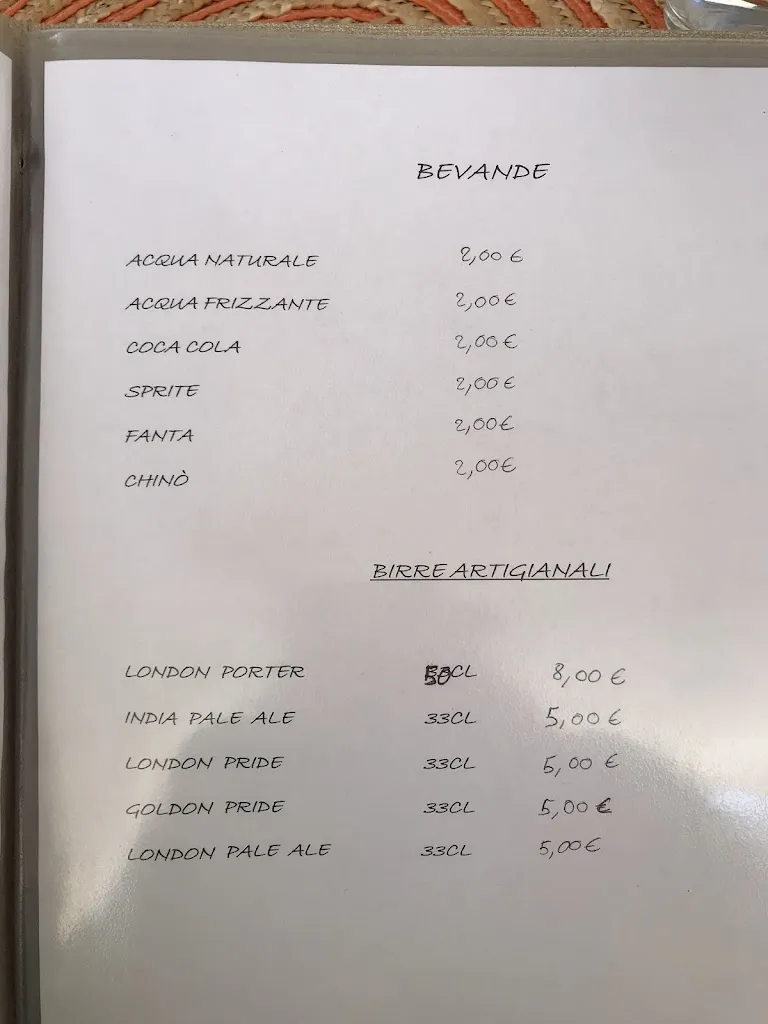 BEVANDE
ACQUA NATURALE 2,00 €
ACQUA FRIZZANTE 2,00 €
COCA COLA 2,00 €
SPRITE 2,00 €
FANTA 2,00 €
CHINÒ 2,00 €
BIRRE ARTIGIANALI
LONDON PORTER 50CL 8,00 €
INDIA PALE ALE 33CL 5,00 €
LONDON PRIDE 33CL 5,00 €
GOLDON PRIDE 33CL 5,00 €
LONDON PALE ALE 33CL 5,00 €